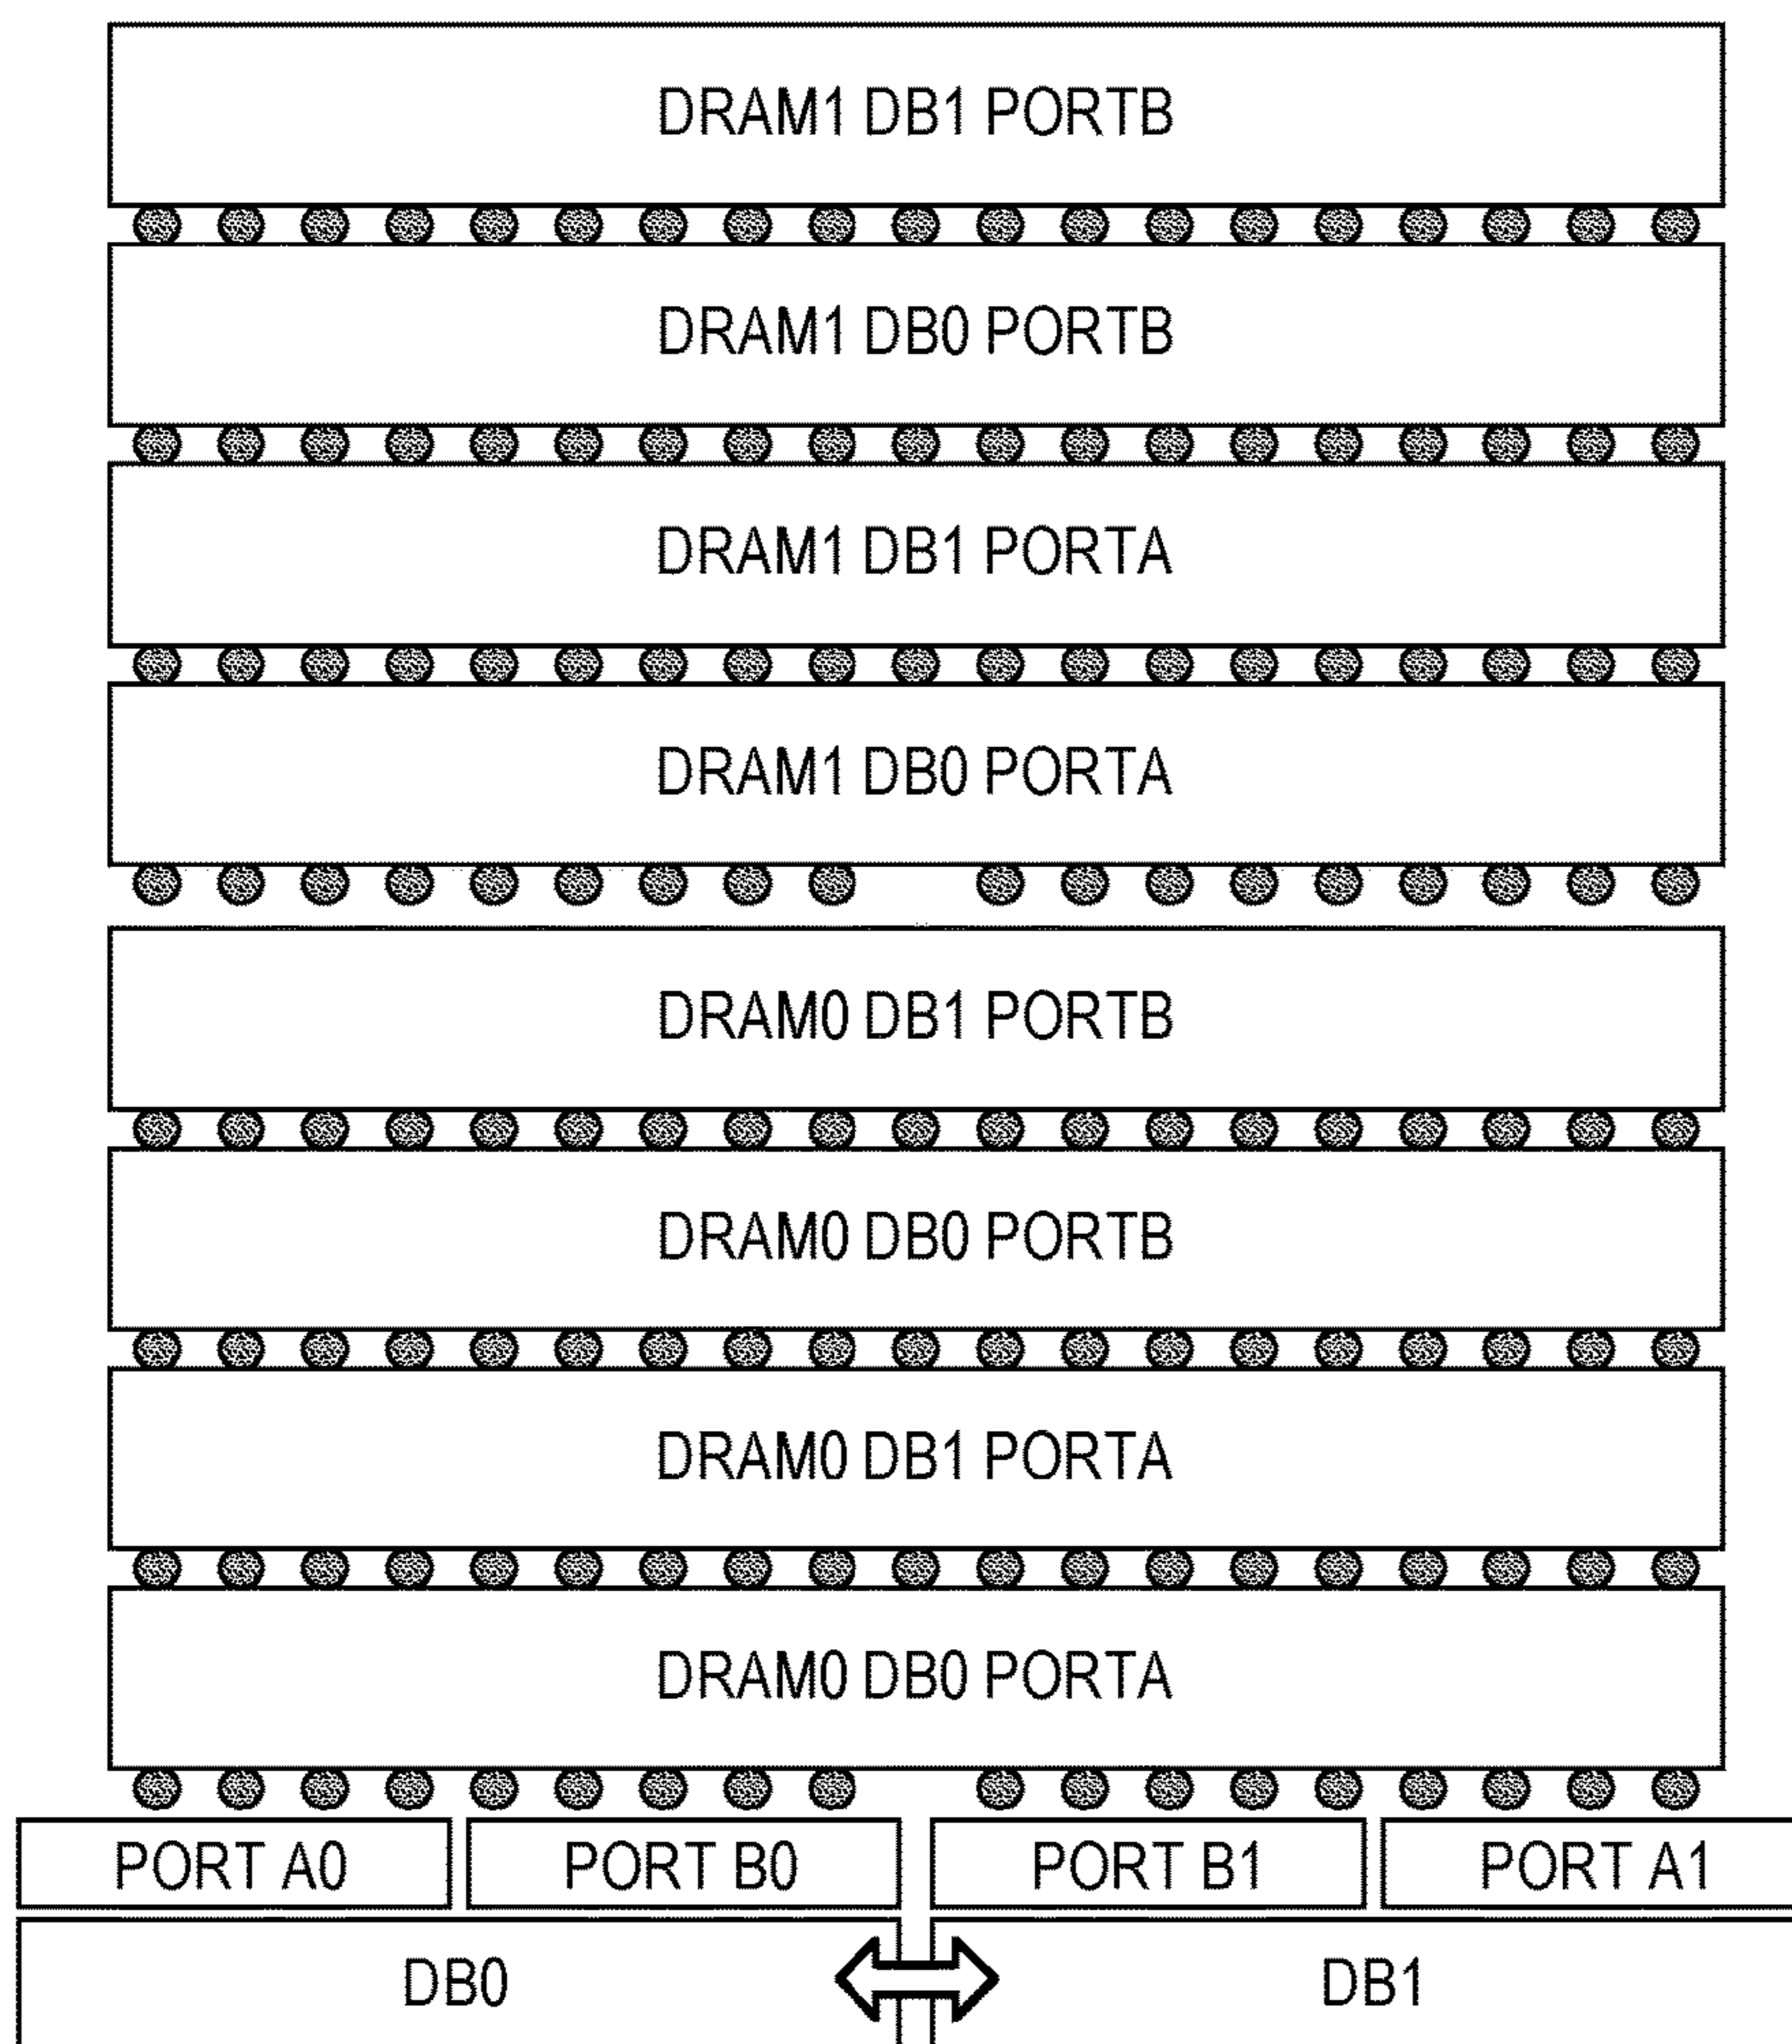 DRAM1 DB1 PORTB
DRAM1 DB0 PORTB
DRAM1 DB1 PORTA
DRAM1 DB0 PORTA
DRAM0 DB1 PORTB
DRAM0 DB0 PORTB
DRAM0 DB1 PORTA
DRAM0 DB0 PORTA
PORT A0 PORT B0 PORT B1 PORT A1
DB0 DB1